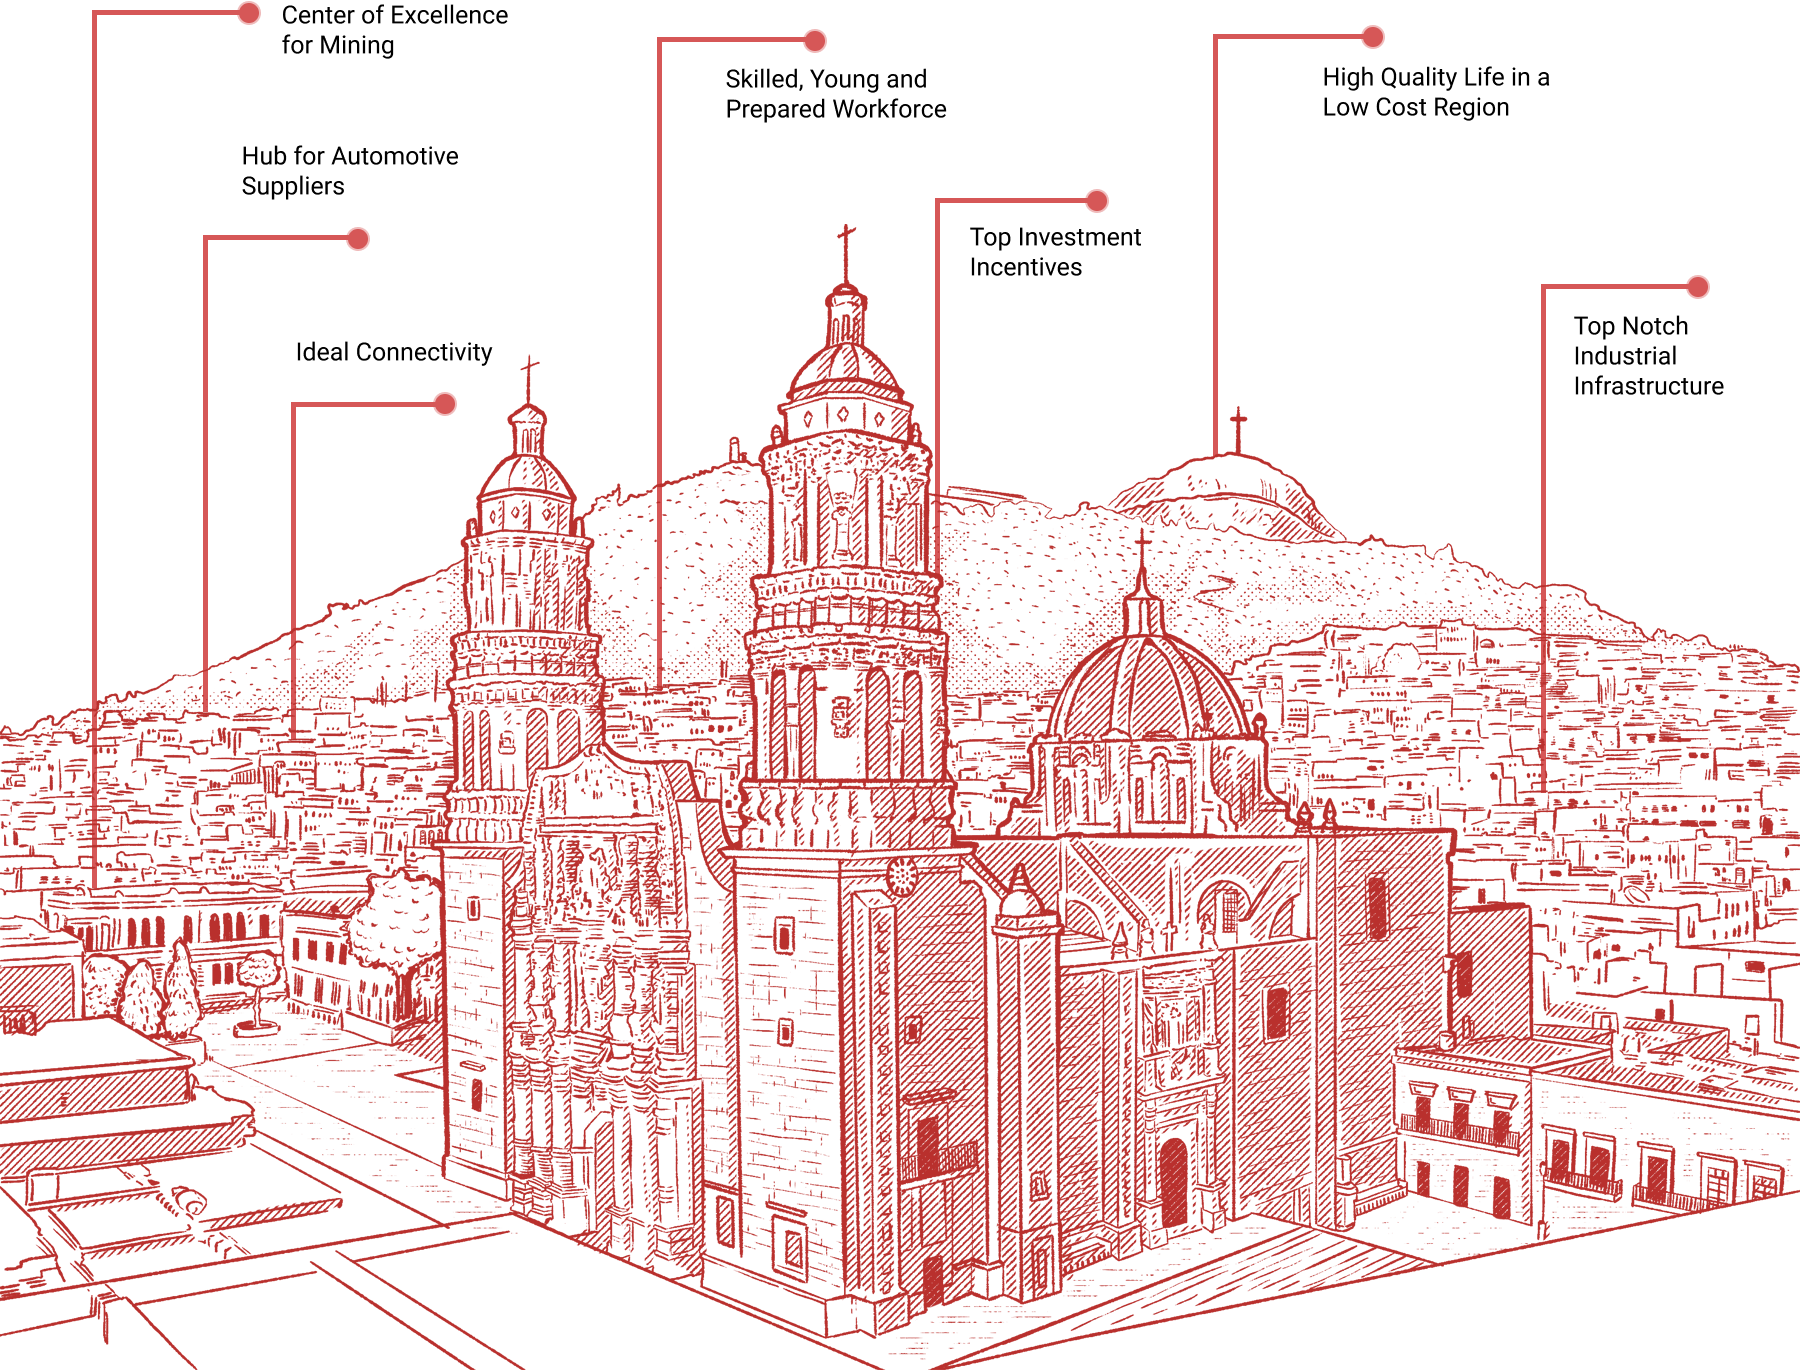 Center of Excellence
for Mining
Skilled, Young and
Prepared Workforce
High Quality Life in a
Low Cost Region
Hub for Automotive
Suppliers
Top Investment
Incentives
Ideal Connectivity
Top Notch
Industrial
Infrastructure